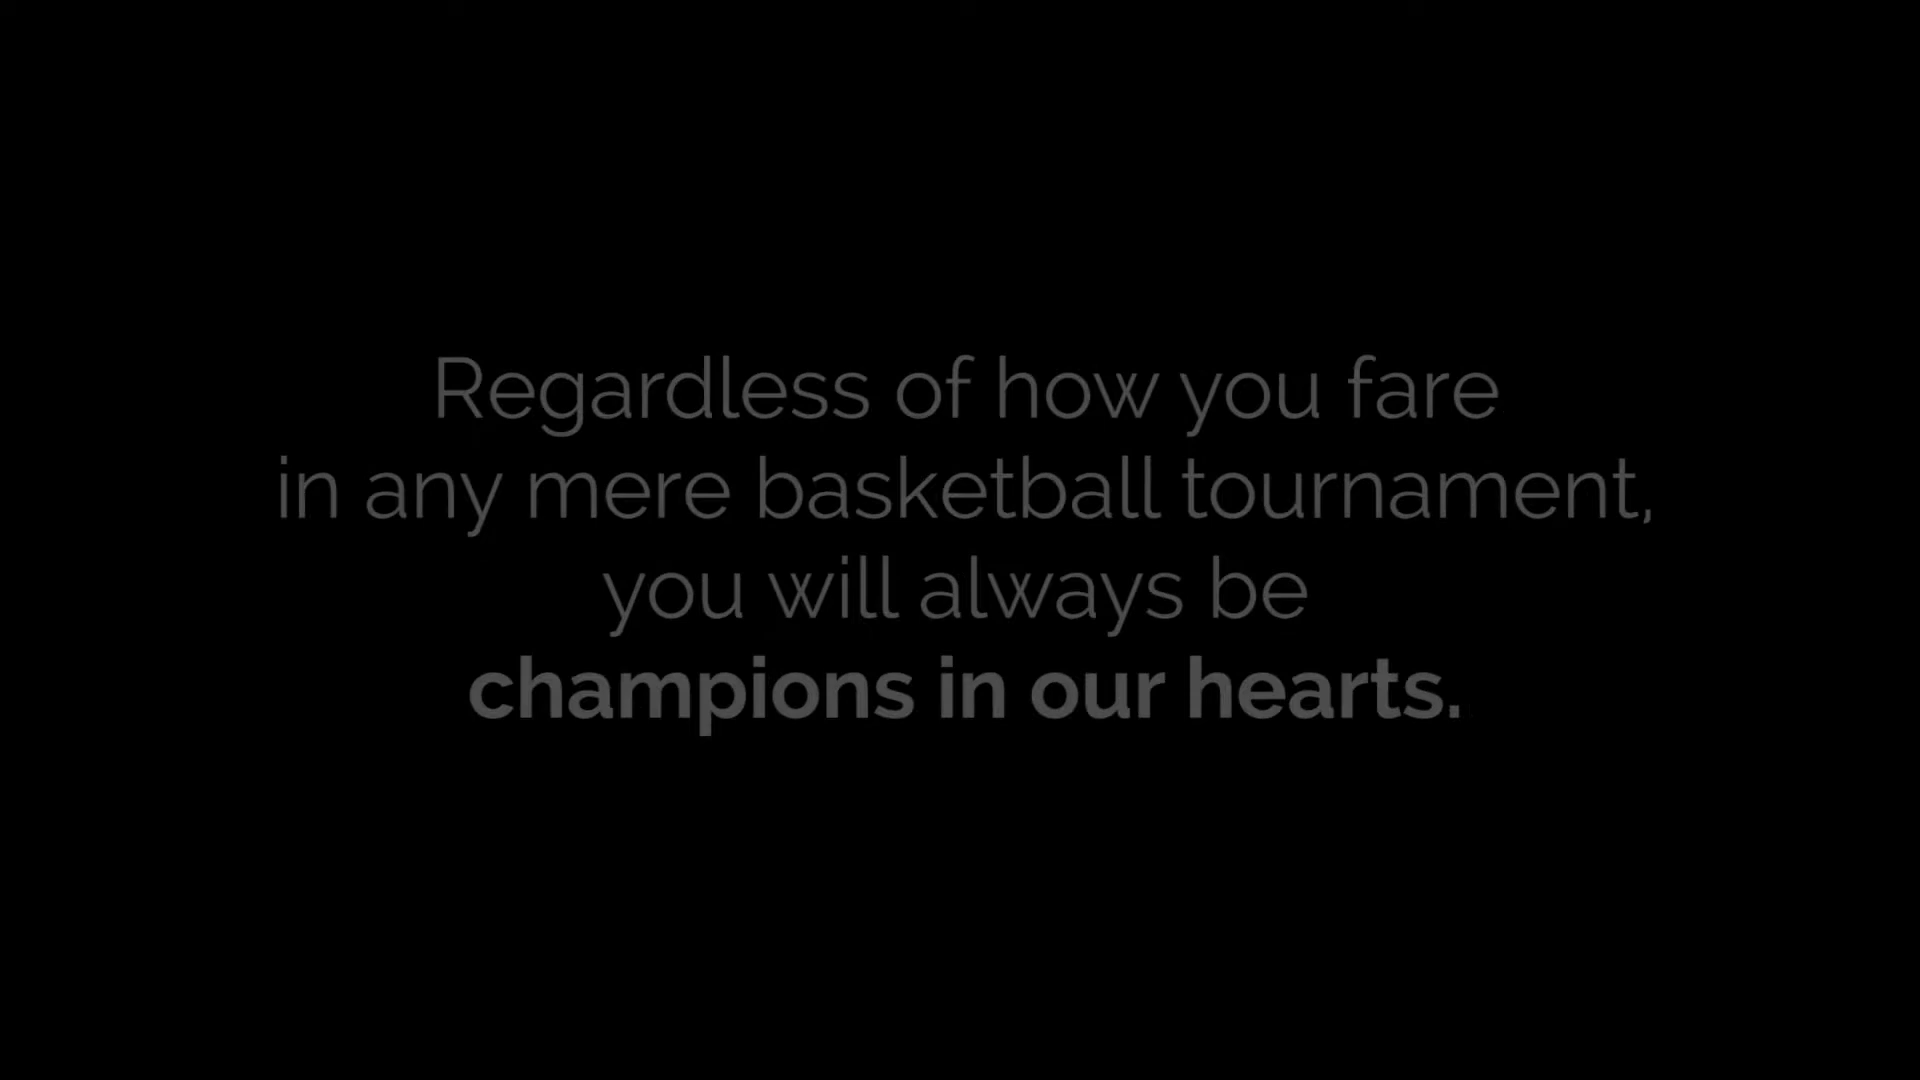 Regardless of how you fare
in any mere basketball tournament,
you will always be
champions in our hearts.